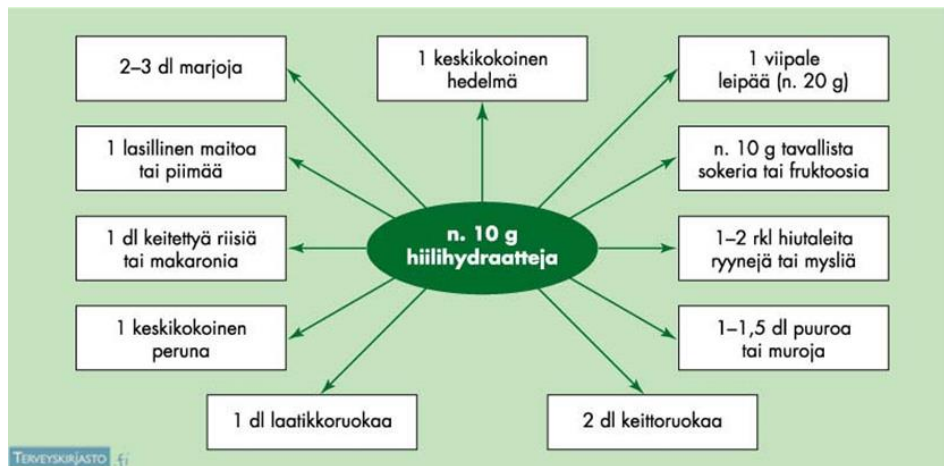 2–3 dl marjoja
1 keskikokoinen
hedelmä
1 viipale
leipää (n. 20 g)
1 lasillinen maitoa
tai piimää
n. 10 g tavallista
sokeria tai fruktoosia
1 dl keitettyä riisiä
tai makaronia
n. 10 g
hiilihydraatteja
1–2 rkl hiutaleita
ryynejä tai mysliä
1 keskikokoinen
peruna
1–1,5 dl puuroa
tai muroja
1 dl laatikkoruokaa
2 dl keittoruokaa
TERVEYSKIRJASTO.fi